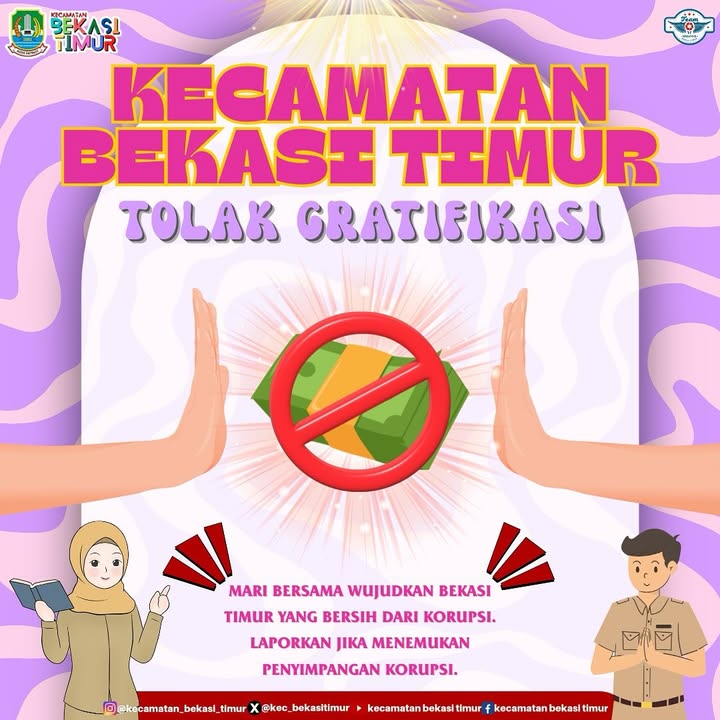 KECAMATAN
BEKASI
TIMUR
Team
KECAMATAN
BEKASI TIMUR
TOLAK GRATIFIKASI
MARI BERSAMA WUJUDKAN BEKASI
TIMUR YANG BERSIH DARI KORUPSI.
LAPORKAN JIKA MENEMUKAN
PENYIMPANGAN KORUPSI.
@kecamatan_bekasi_timur X @kec_bekasitimur kecamatan bekasi timur f kecamatan bekasi timur